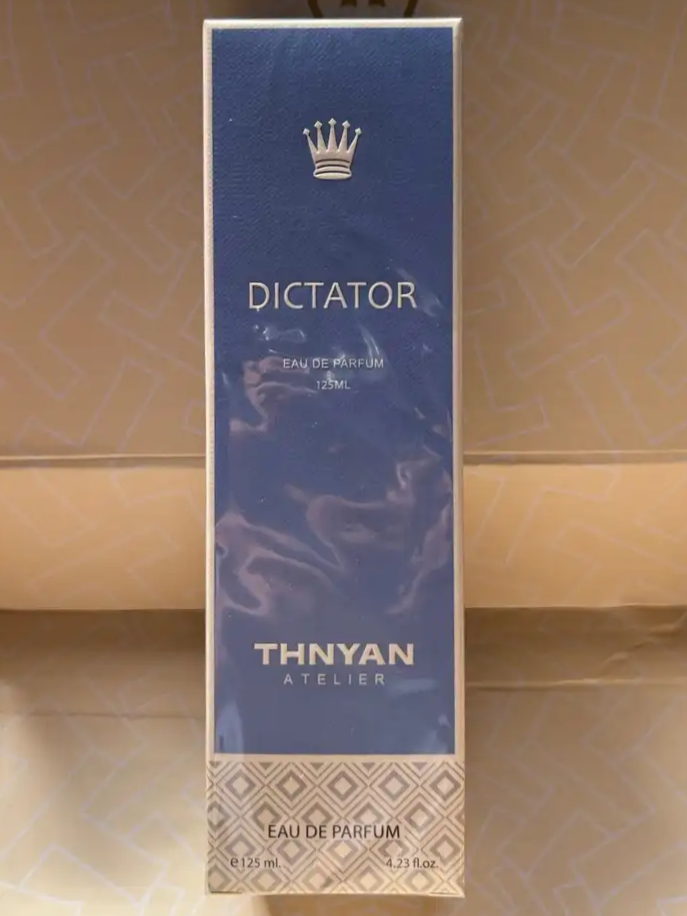 DICTATOR
EAU DE PARFUM
125ML
THNYAN
ATELIER
EAU DE PARFUM
e 125 ml.
4.23 fl.oz.